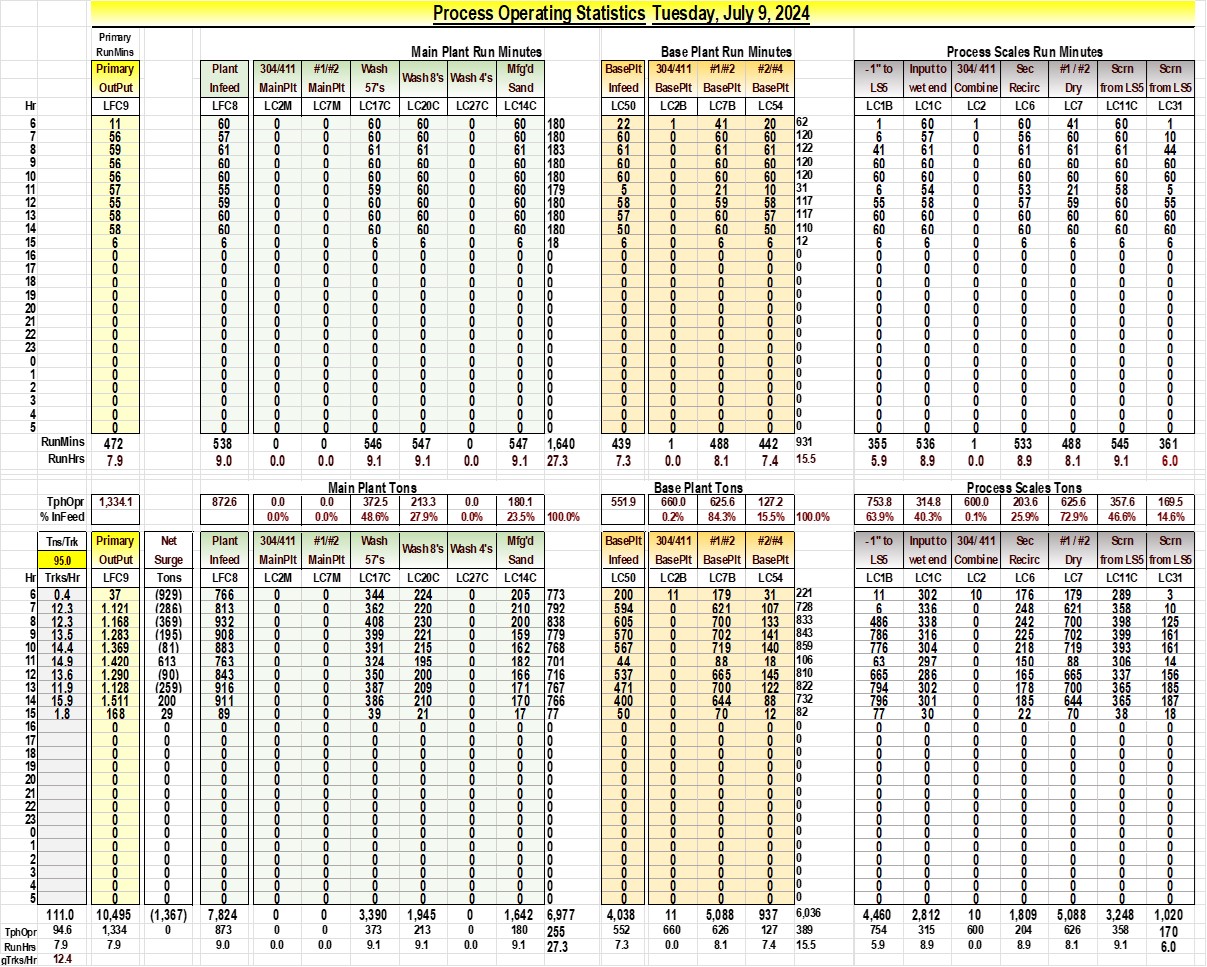 Process Operating Statistics Tuesday, July 9, 2024
Primary
RunMins Main Plant Run Minutes Base Plant Run Minutes Process Scales Run Minutes
Primary Plant 304/411 #1/#2 Wash Wash 8's Wash 4's Mfg'd BasePlt 304/411 #1/#2 #2/#4 -1" to Input to 304/ 411 Sec #1 / #2 Scrn Scrn
OutPut Infeed MainPlt MainPlt 57's Sand Infeed BasePlt BasePlt BasePlt LS5 wet end Combine Recirc Dry from LS5 from LS5
Hr LFC9 LFC8 LC2M LC7M LC17C LC20C LC27C LC14C LC50 LC2B LC7B LC54 LC1B LC1C LC2 LC6 LC7 LC11C LC31
6 11 60 0 0 60 60 0 60 180 22 1 41 20 62 1 60 1 60 41 60 1
7 56 57 0 0 60 60 0 60 180 60 0 60 60 120 6 57 0 56 60 60 10
8 59 61 0 0 61 61 0 61 183 61 0 61 61 122 41 61 0 61 61 61 44
9 56 60 0 0 60 60 0 60 180 60 0 60 60 120 60 60 0 60 60 60 60
10 56 60 0 0 60 60 0 60 180 60 0 60 60 120 60 60 0 60 60 60 60
11 57 55 0 0 59 60 0 60 179 5 0 21 10 31 6 54 0 53 21 58 5
12 55 59 0 0 60 60 0 60 180 58 0 59 58 117 55 58 0 57 59 60 55
13 58 60 0 0 60 60 0 60 180 57 0 60 57 117 60 60 0 60 60 60 60
14 58 60 0 0 60 60 0 60 180 50 0 60 50 110 60 60 0 60 60 60 60
15 6 6 0 0 6 6 0 6 18 6 0 6 6 12 6 6 0 6 6 6 6
16 0 0 0 0 0 0 0 0 0 0 0 0 0 0 0 0 0 0 0 0 0
17 0 0 0 0 0 0 0 0 0 0 0 0 0 0 0 0 0 0 0 0 0
18 0 0 0 0 0 0 0 0 0 0 0 0 0 0 0 0 0 0 0 0 0
19 0 0 0 0 0 0 0 0 0 0 0 0 0 0 0 0 0 0 0 0 0
20 0 0 0 0 0 0 0 0 0 0 0 0 0 0 0 0 0 0 0 0 0
21 0 0 0 0 0 0 0 0 0 0 0 0 0 0 0 0 0 0 0 0 0
22 0 0 0 0 0 0 0 0 0 0 0 0 0 0 0 0 0 0 0 0 0
23 0 0 0 0 0 0 0 0 0 0 0 0 0 0 0 0 0 0 0 0 0
0 0 0 0 0 0 0 0 0 0 0 0 0 0 0 0 0 0 0 0 0 0
1 0 0 0 0 0 0 0 0 0 0 0 0 0 0 0 0 0 0 0 0 0
2 0 0 0 0 0 0 0 0 0 0 0 0 0 0 0 0 0 0 0 0 0
3 0 0 0 0 0 0 0 0 0 0 0 0 0 0 0 0 0 0 0 0 0
4 0 0 0 0 0 0 0 0 0 0 0 0 0 0 0 0 0 0 0 0 0
5 0 0 0 0 0 0 0 0 0 0 0 0 0 0 0 0 0 0 0 0 0
RunMins 472 538 0 0 546 547 0 547 1,640 439 1 488 442 931 355 536 1 533 488 545 361
RunHrs 7.9 9.0 0.0 0.0 9.1 9.1 0.0 9.1 27.3 7.3 0.0 8.1 7.4 15.5 5.9 8.9 0.0 8.9 8.1 9.1 6.0
Main Plant Tons Base Plant Tons Process Scales Tons
TphOpr 1,334.1 872.6 0.0 0.0 372.5 213.3 0.0 180.1 551.9 660.0 625.6 127.2 753.8 314.8 600.0 203.6 625.6 357.6 169.5
% InFeed 0.0% 0.0% 48.6% 27.9% 0.0% 23.5% 100.0% 0.2% 84.3% 15.5% 100.0% 63.9% 40.3% 0.1% 25.9% 72.9% 46.6% 14.6%
Tns/Trk Primary Net Plant 304/411 #1/#2 Wash Wash 8's Wash 4's Mfg'd BasePlt 304/411 #1/#2 #2/#4 -1" to Input to 304/ 411 Sec #1 / #2 Scrn Scrn
95.0 OutPut Surge Infeed MainPlt MainPlt 57's Sand Infeed BasePlt BasePlt BasePlt LS5 wet end Combine Recirc Dry from LS5 from LS5
Hr Trks/Hr LFC9 Tons LFC8 LC2M LC7M LC17C LC20C LC27C LC14C LC50 LC2B LC7B LC54 LC1B LC1C LC2 LC6 LC7 LC11C LC31
6 0.4 37 (929) 766 0 0 344 224 0 205 773 200 11 179 31 221 11 302 10 176 179 289 3
7 12.3 1.121 (286) 813 0 0 362 220 0 210 792 594 0 621 107 728 6 336 0 248 621 358 10
8 12.3 1.168 (369) 932 0 0 408 230 0 200 838 605 0 700 133 833 486 338 0 242 700 398 125
9 13.5 1.283 (195) 908 0 0 399 221 0 159 779 570 0 702 141 843 786 316 0 225 702 399 161
10 14.4 1.369 (81) 883 0 0 391 215 0 162 768 567 0 719 140 859 776 304 0 218 719 393 161
11 14.9 1.420 613 763 0 0 324 195 0 182 701 44 0 88 18 106 63 297 0 150 88 306 14
12 13.6 1.290 (90) 843 0 0 350 200 0 166 716 537 0 665 145 810 665 286 0 165 665 337 156
13 11.9 1.128 (259) 916 0 0 387 209 0 171 767 471 0 700 122 822 794 302 0 178 700 365 185
14 15.9 1.511 200 911 0 0 386 210 0 170 766 400 0 644 88 732 796 301 0 185 644 365 187
15 1.8 168 29 89 0 0 39 21 0 17 77 50 0 70 12 82 77 30 0 22 70 38 18
16 0 0 0 0 0 0 0 0 0 0 0 0 0 0 0 0 0 0 0 0 0 0
17 0 0 0 0 0 0 0 0 0 0 0 0 0 0 0 0 0 0 0 0 0 0
18 0 0 0 0 0 0 0 0 0 0 0 0 0 0 0 0 0 0 0 0 0 0
19 0 0 0 0 0 0 0 0 0 0 0 0 0 0 0 0 0 0 0 0 0 0
20 0 0 0 0 0 0 0 0 0 0 0 0 0 0 0 0 0 0 0 0 0 0
21 0 0 0 0 0 0 0 0 0 0 0 0 0 0 0 0 0 0 0 0 0 0
22 0 0 0 0 0 0 0 0 0 0 0 0 0 0 0 0 0 0 0 0 0 0
23 0 0 0 0 0 0 0 0 0 0 0 0 0 0 0 0 0 0 0 0 0 0
0 0 0 0 0 0 0 0 0 0 0 0 0 0 0 0 0 0 0 0 0 0 0
1 0 0 0 0 0 0 0 0 0 0 0 0 0 0 0 0 0 0 0 0 0 0
2 0 0 0 0 0 0 0 0 0 0 0 0 0 0 0 0 0 0 0 0 0 0
3 0 0 0 0 0 0 0 0 0 0 0 0 0 0 0 0 0 0 0 0 0 0
4 0 0 0 0 0 0 0 0 0 0 0 0 0 0 0 0 0 0 0 0 0 0
5 0 0 0 0 0 0 0 0 0 0 0 0 0 0 0 0 0 0 0 0 0 0
111.0 10,495 (1,367) 7,824 0 0 3,390 1,945 0 1,642 6,977 4,038 11 5,088 937 6,036 4,460 2,812 10 1,809 5,088 3,248 1,020
TphOpr 94.6 1,334 0 873 0 0 373 213 0 180 255 552 660 626 127 389 754 315 600 204 626 358 170
RunHrs 7.9 7.9 9.0 0.0 0.0 9.1 9.1 0.0 9.1 27.3 7.3 0.0 8.1 7.4 15.5 5.9 8.9 0.0 8.9 8.1 9.1 6.0
gTrks/Hr 12.4